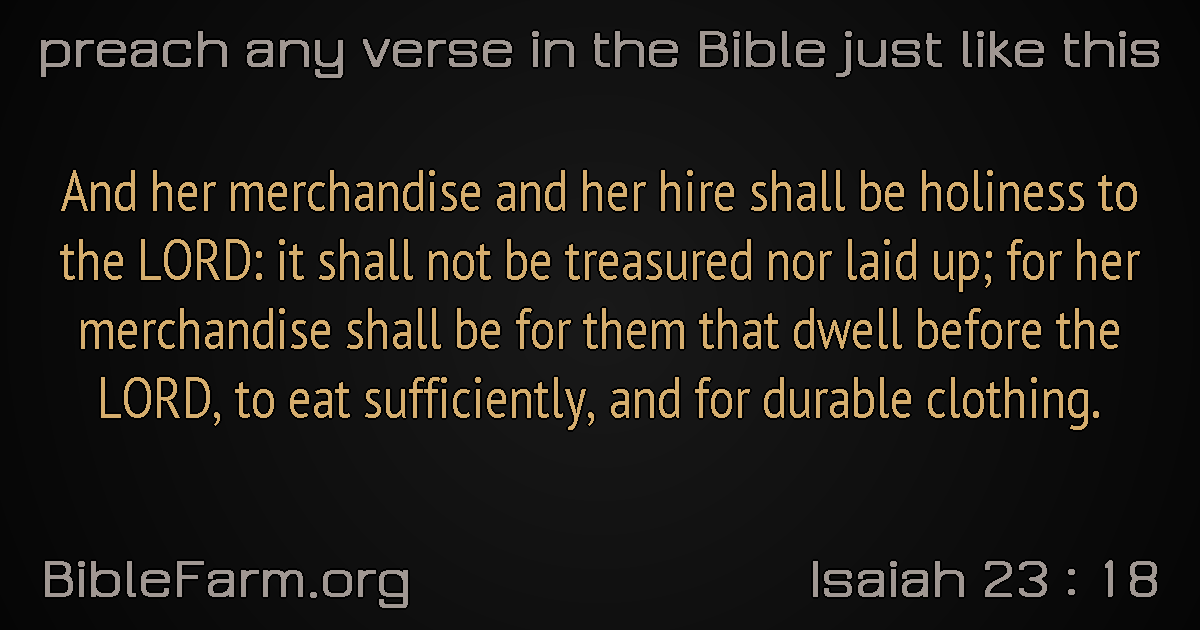 preach any verse in the Bible just like this
And her merchandise and her hire shall be holiness to
the LORD: it shall not be treasured nor laid up; for her
merchandise shall be for them that dwell before the
LORD, to eat sufficiently, and for durable clothing.
BibleFarm.org
Isaiah 23 : 18